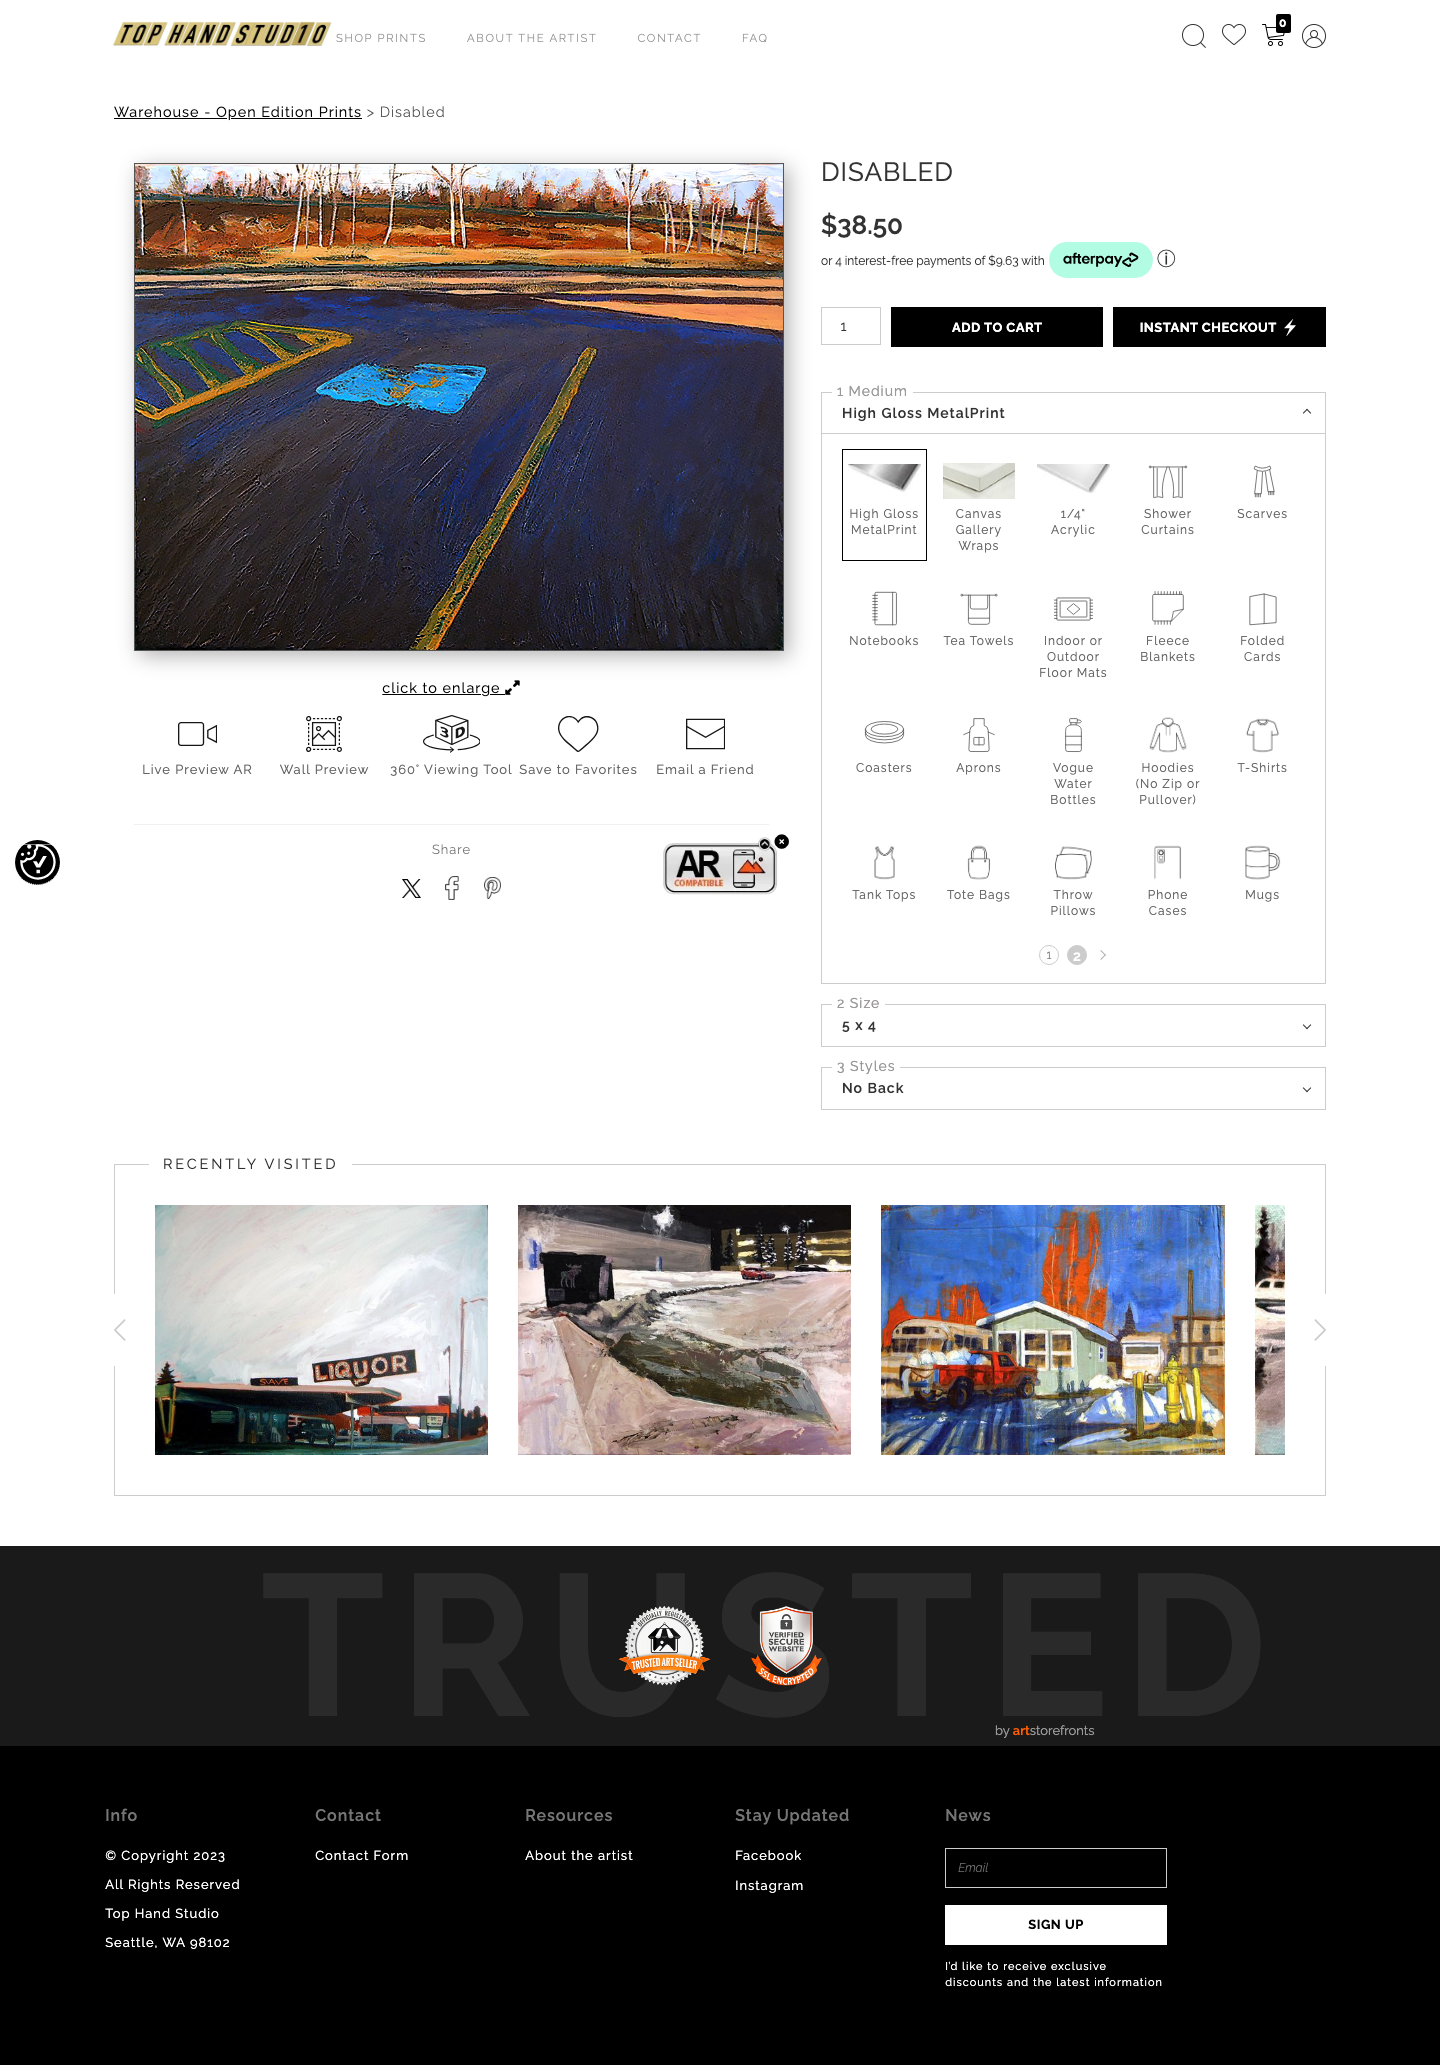 TOP HAND STUD10
SHOP PRINTS
ABOUT THE ARTIST
CONTACT
FAQ
0
Warehouse - Open Edition Prints > Disabled
DISABLED
$38.50
or 4 interest-free payments of $9.63 with afterpay
1
ADD TO CART
INSTANT CHECKOUT
1 Medium
High Gloss MetalPrint
High Gloss
MetalPrint
Canvas
Gallery
Wraps
1/4"
Acrylic
Shower
Curtains
Scarves
Notebooks
Tea Towels
Indoor or
Outdoor
Floor Mats
Fleece
Blankets
Folded
Cards
Coasters
Aprons
Vogue
Water
Bottles
Hoodies
(No Zip or
Pullover)
T-Shirts
Tank Tops
Tote Bags
Throw
Pillows
Phone
Cases
Mugs
1
2
2 Size
5 x 4
3 Styles
No Back
click to enlarge
Live Preview AR
Wall Preview
3D
360° Viewing Tool
Save to Favorites
Email a Friend
Share
AR
COMPATIBLE
RECENTLY VISITED
SAVE
LIQUOR
TRUSTED
OFFICIALLY REGISTERED
TRUSTED ART SELLER
VERIFIED
SECURE
WEBSITE
SSL ENCRYPTED
by artstorefronts
Info
© Copyright 2023
All Rights Reserved
Top Hand Studio
Seattle, WA 98102
Contact
Contact Form
Resources
About the artist
Stay Updated
Facebook
Instagram
News
Email
SIGN UP
I'd like to receive exclusive
discounts and the latest information